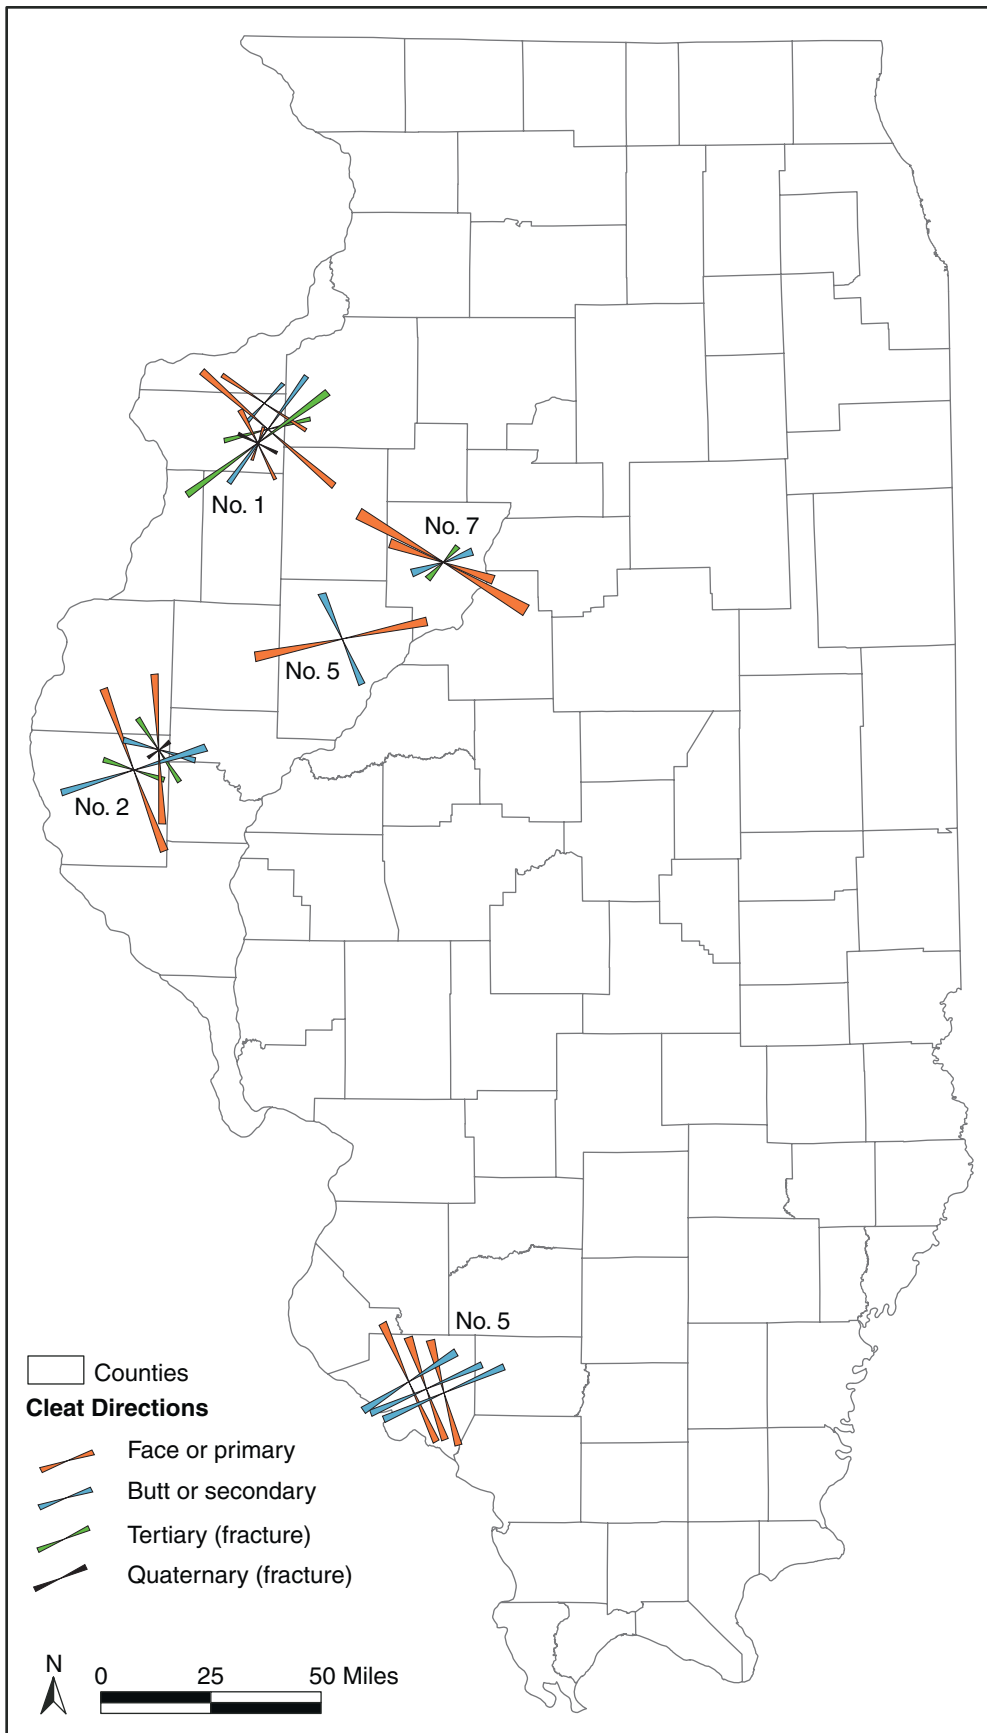 No. 1
No. 7
No. 5
No. 2
No. 5
Counties
Cleat Directions
Face or primary
Butt or secondary
Tertiary (fracture)
Quaternary (fracture)
N
0 25 50 Miles